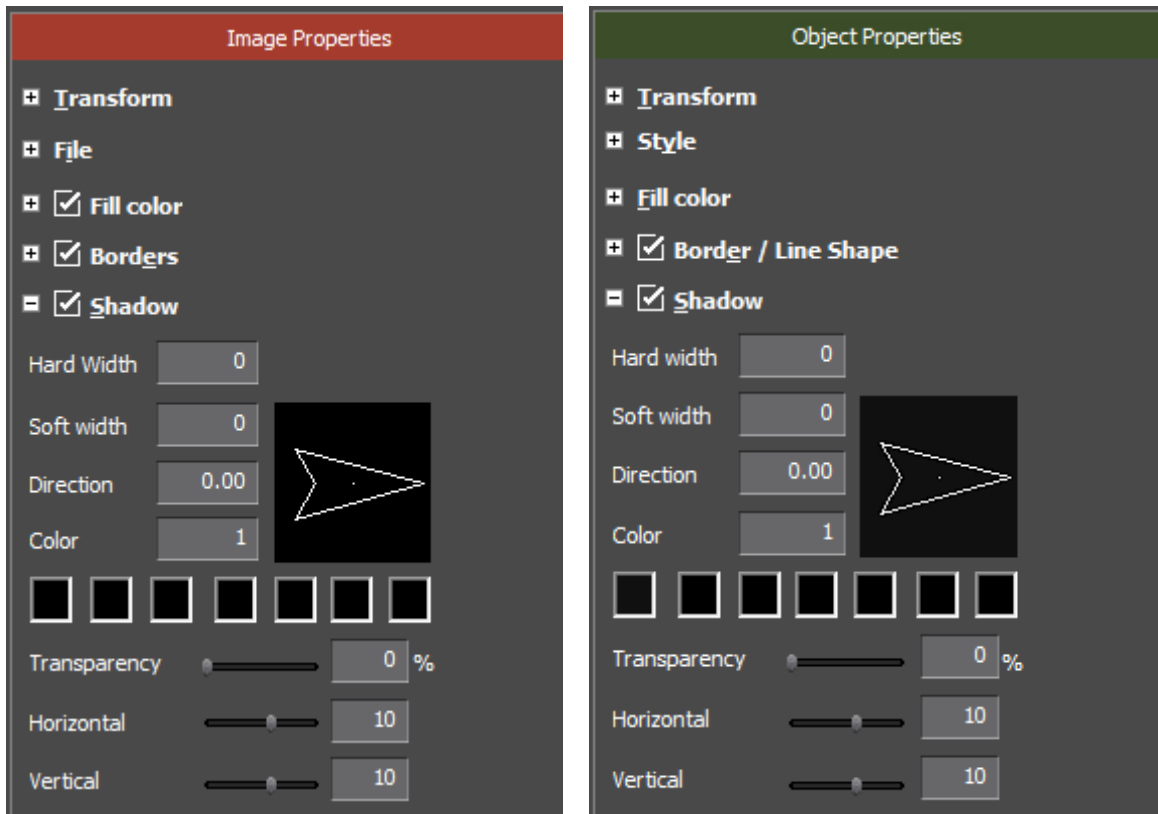 Image Properties
Transform
File
Fill color
Borders
Shadow
Hard Width 0
Soft width 0
Direction 0.00
Color 1
Transparency 0 %
Horizontal 10
Vertical 10
Object Properties
Transform
Style
Fill color
Border / Line Shape
Shadow
Hard width 0
Soft width 0
Direction 0.00
Color 1
Transparency 0 %
Horizontal 10
Vertical 10